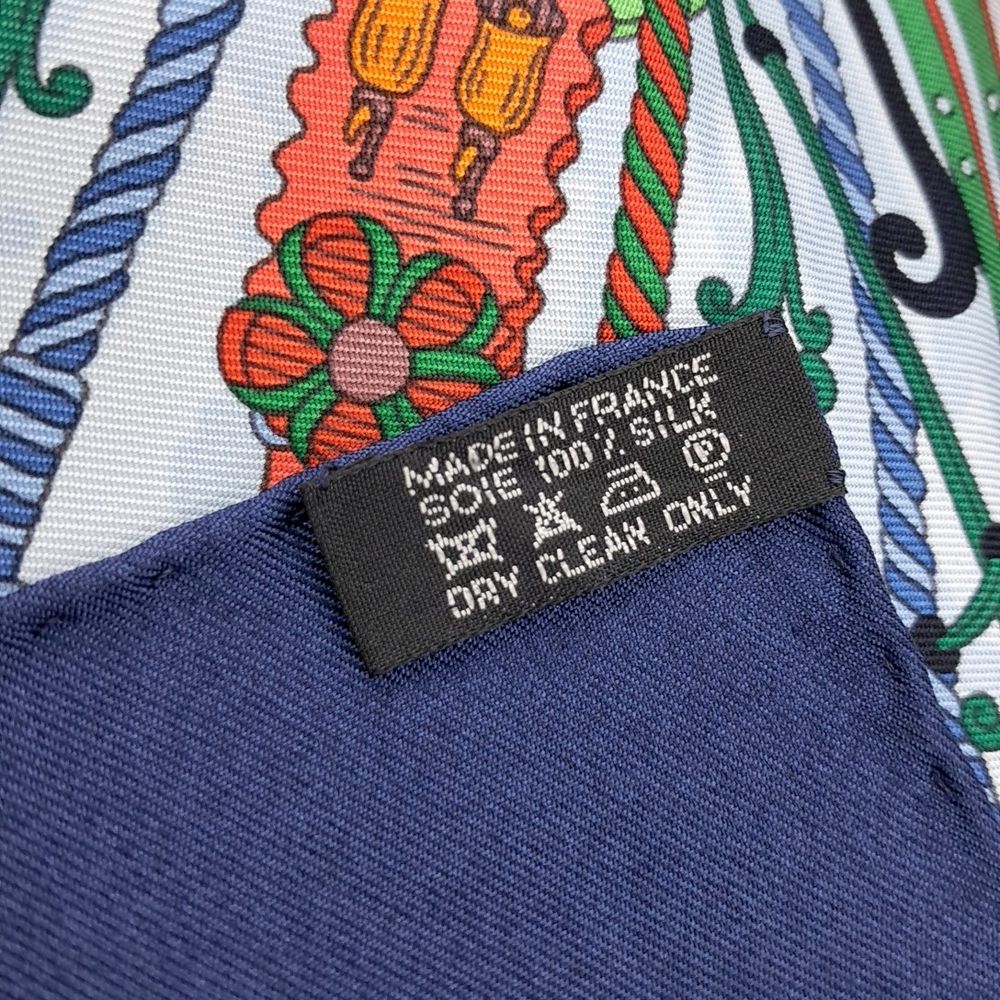 MADE IN FRANCE
SOIE 100% SILK
P
DRY CLEAN ONLY